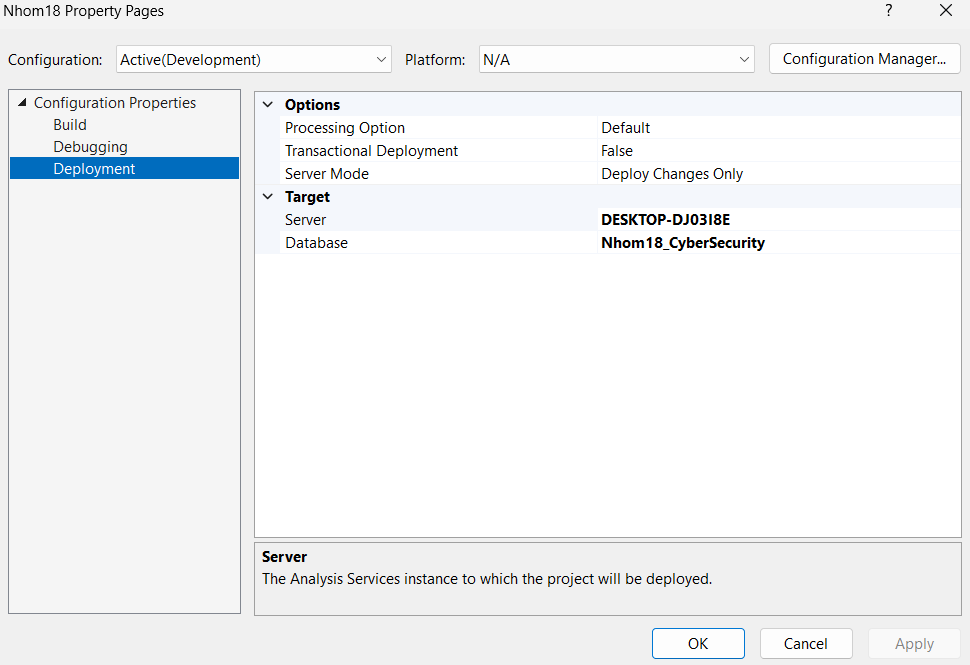 Nhom18 Property Pages
?
Configuration: Active(Development) Platform: N/A Configuration Manager...
Configuration Properties
Build
Debugging
Deployment
Options
Processing Option Default
Transactional Deployment False
Server Mode Deploy Changes Only
Target
Server DESKTOP-DJ03I8E
Database Nhom18_CyberSecurity
Server
The Analysis Services instance to which the project will be deployed.
OK Cancel Apply